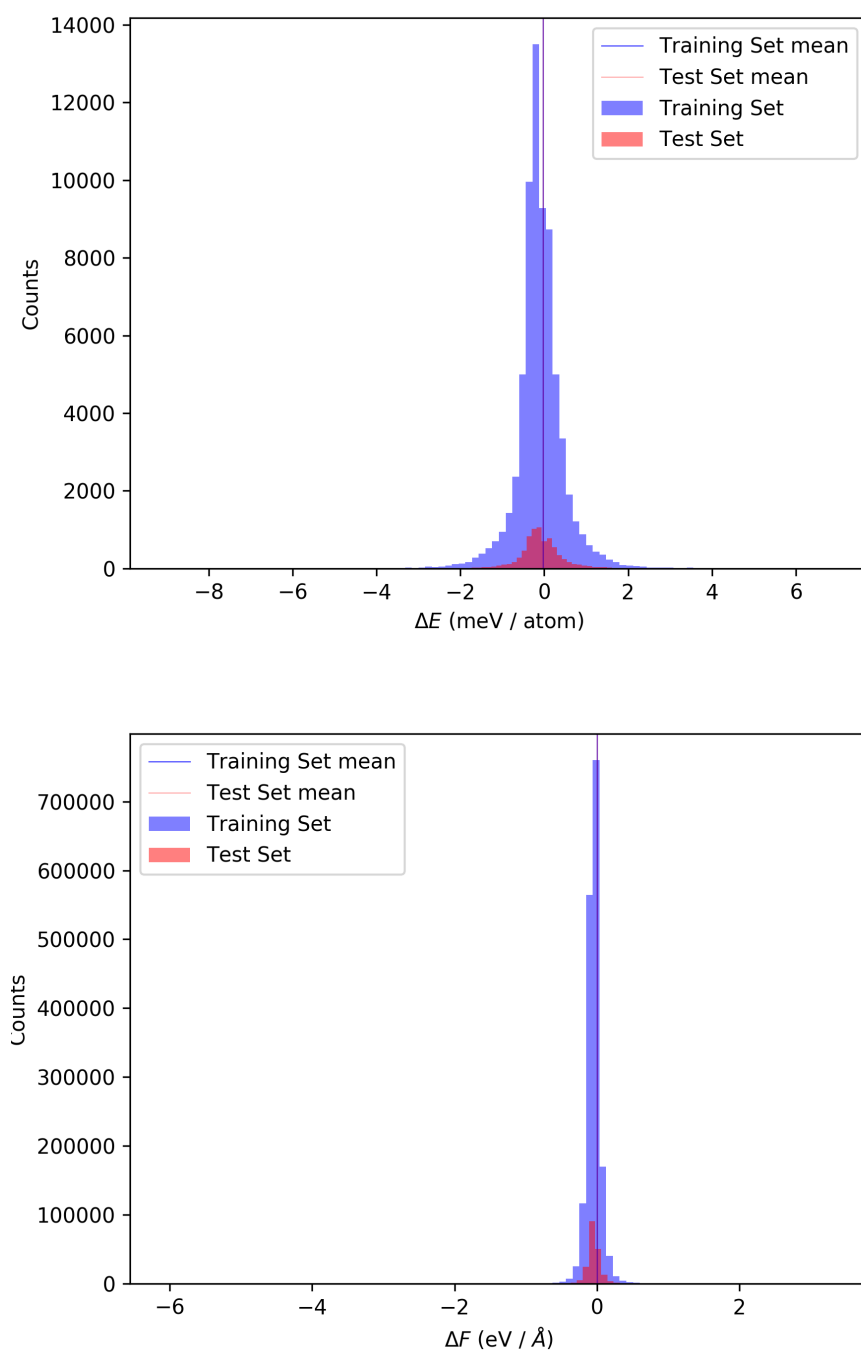 14000
12000
10000
8000
6000
4000
2000
0
Counts
Training Set mean
Test Set mean
Training Set
Test Set
−8 −6 −4 −2 0 2 4 6
ΔE (meV / atom)
700000
600000
500000
400000
300000
200000
100000
0
Counts
Training Set mean
Test Set mean
Training Set
Test Set
−6 −4 −2 0 2
ΔF (eV / Å)